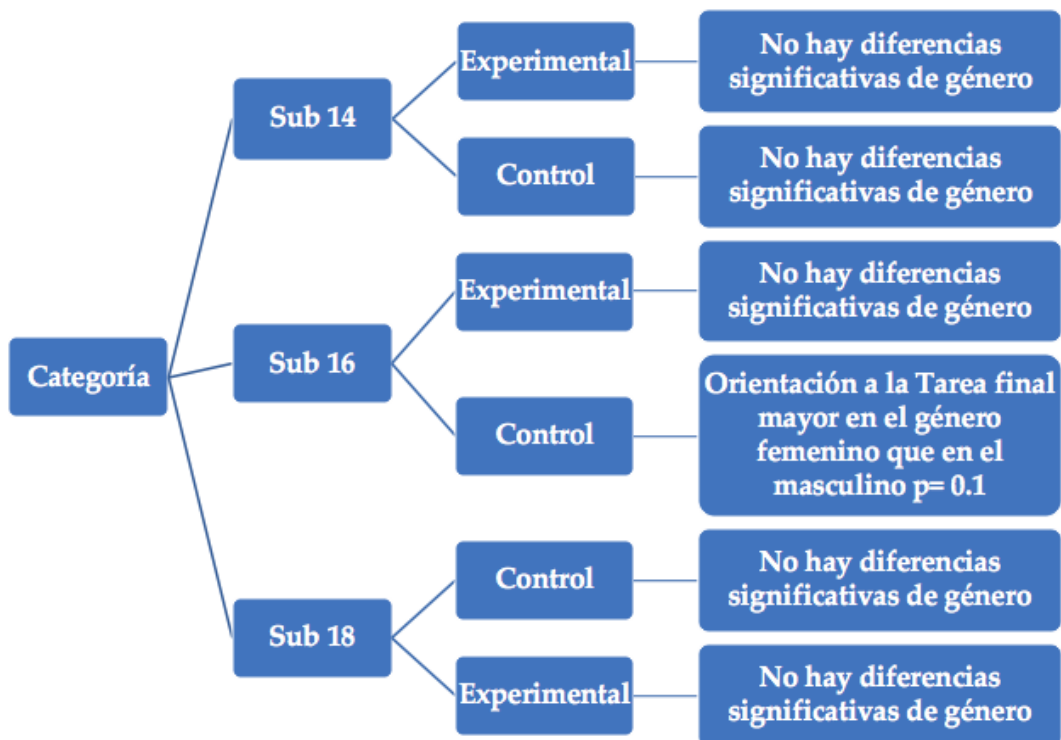 Categoría
Sub 14
Experimental
No hay diferencias
significativas de género
Control
No hay diferencias
significativas de género
Sub 16
Experimental
No hay diferencias
significativas de género
Control
Orientación a la Tarea final
mayor en el género
femenino que en el
masculino p= 0.1
Sub 18
Control
No hay diferencias
significativas de género
Experimental
No hay diferencias
significativas de género